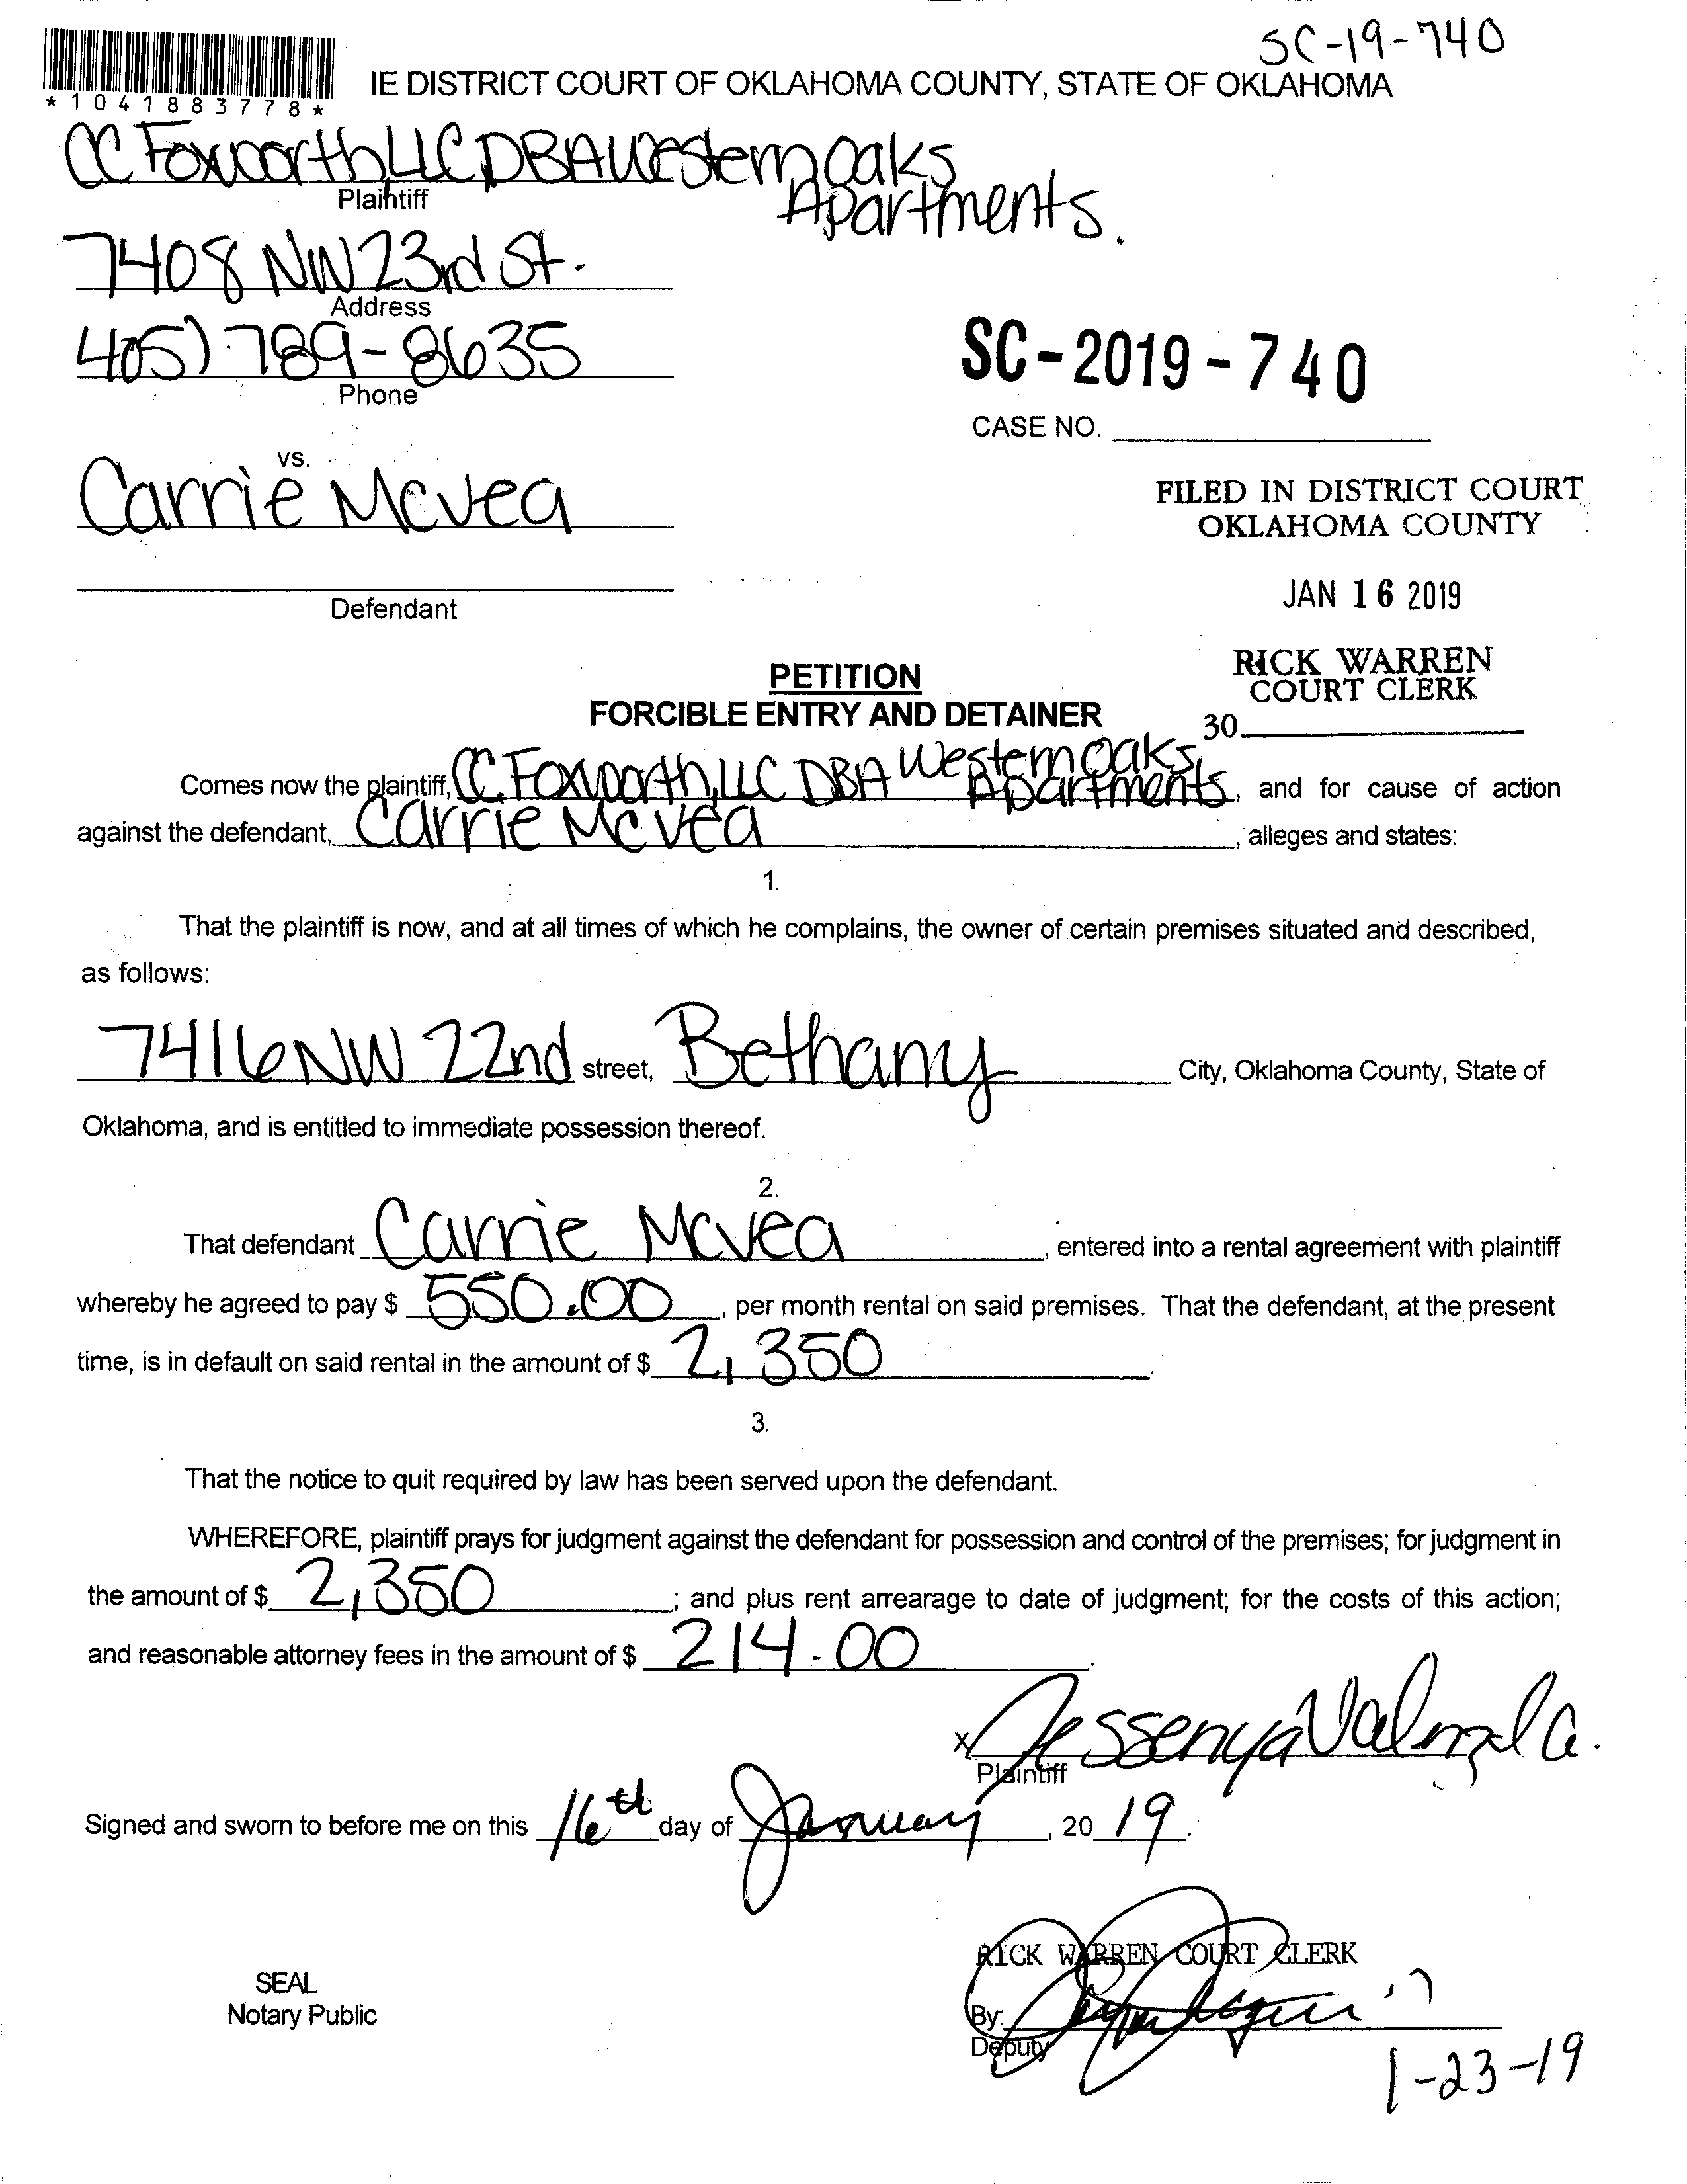 SC-19-740
IE DISTRICT COURT OF OKLAHOMA COUNTY, STATE OF OKLAHOMA
*1041883778*
CC Foxworth LLC DBA Western Oaks
Apartments.
Plaintiff
7408 NW 23rd St.
Address
405) 789-8635
Phone
SC-2019-740
CASE NO.
vs.
Carrie McVea
FILED IN DISTRICT COURT
OKLAHOMA COUNTY
JAN 16 2019
Defendant
RICK WARREN
COURT CLERK
30
PETITION
FORCIBLE ENTRY AND DETAINER
Comes now the plaintiff, CC Foxworth, LLC DBA Western Oaks Apartments, and for cause of action
against the defendant, Carrie McVea, alleges and states:
1.
That the plaintiff is now, and at all times of which he complains, the owner of certain premises situated and described,
as follows:
7416 NW 22nd street, Bethany City, Oklahoma County, State of
Oklahoma, and is entitled to immediate possession thereof.
2.
That defendant Carrie McVea, entered into a rental agreement with plaintiff
whereby he agreed to pay $ 550.00, per month rental on said premises. That the defendant, at the present
time, is in default on said rental in the amount of $ 2,350.
3.
That the notice to quit required by law has been served upon the defendant.
WHEREFORE, plaintiff prays for judgment against the defendant for possession and control of the premises; for judgment in
the amount of $ 2,350; and plus rent arrearage to date of judgment; for the costs of this action;
and reasonable attorney fees in the amount of $ 214.00.
x Jessenya
Plaintiff
Signed and sworn to before me on this 16th day of January, 2019.
RICK WARREN COURT CLERK
SEAL
Notary Public
By:
Deputy
1-23-19